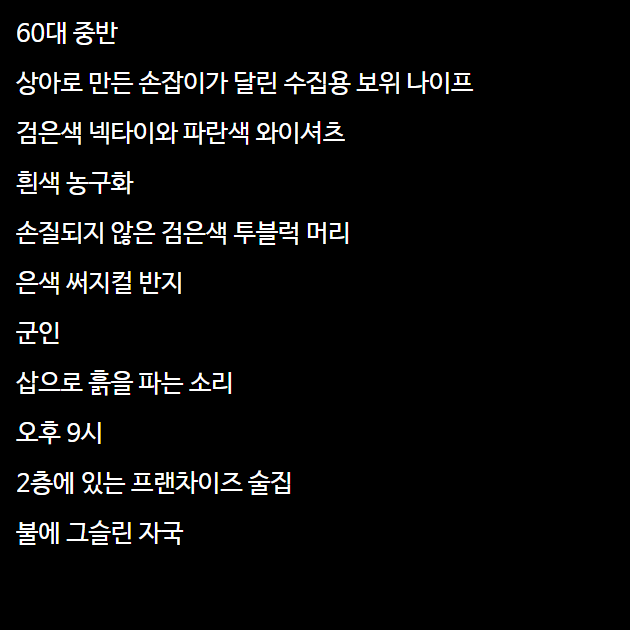 60대 중반
상아로 만든 손잡이가 달린 수집용 보위 나이프
검은색 넥타이와 파란색 와이셔츠
흰색 농구화
손질되지 않은 검은색 투블럭 머리
은색 써지컬 반지
군인
삽으로 흙을 파는 소리
오후 9시
2층에 있는 프랜차이즈 술집
불에 그슬린 자국